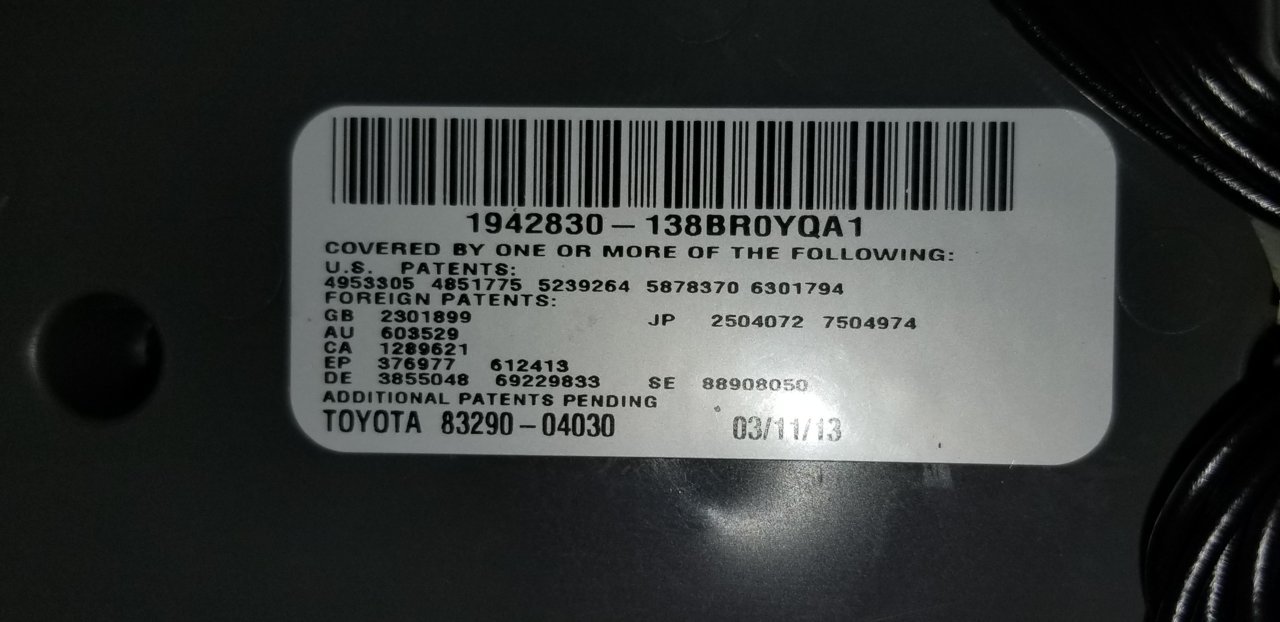 1942830 – 138BR0YQA1
COVERED BY ONE OR MORE OF THE FOLLOWING:
U.S. PATENTS:
4953305 4851775 5239264 5878370 6301794
FOREIGN PATENTS:
GB 2301899 JP 2504072 7504974
AU 603529
CA 1289621
EP 376977 612413
DE 3855048 69229833 SE 88908050
ADDITIONAL PATENTS PENDING
TOYOTA 83290 – 04030 03/11/13